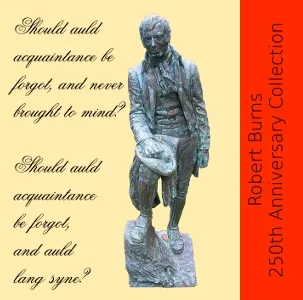 Should auld
acquaintance be
forgot, and never
brought to mind?
Should auld
acquaintance
be forgot,
and auld
lang syne?
Robert Burns
250th Anniversary Collection